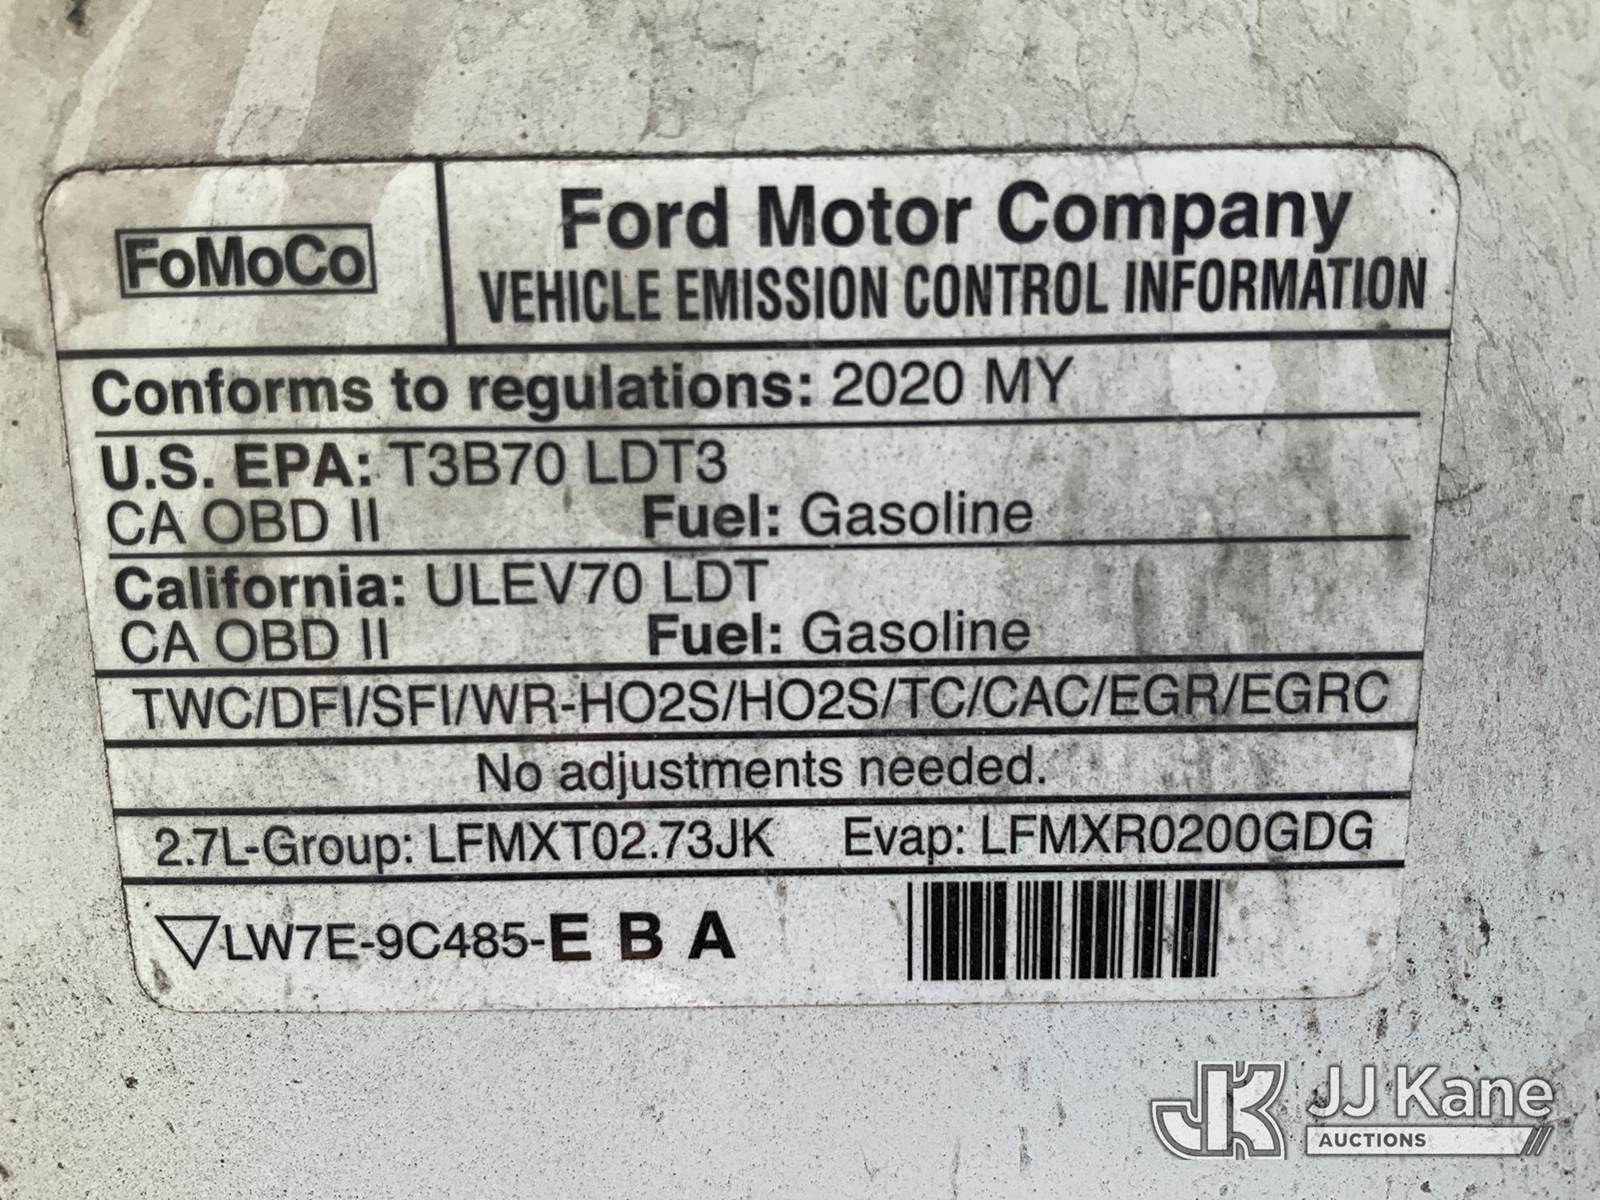 FoMoCo
Ford Motor Company
VEHICLE EMISSION CONTROL INFORMATION
Conforms to regulations: 2020 MY
U.S. EPA: T3B70 LDT3
CA OBD II Fuel: Gasoline
California: ULEV70 LDT
CA OBD II Fuel: Gasoline
TWC/DFI/SFI/WR-HO2S/HO2S/TC/CAC/EGR/EGRC
No adjustments needed.
2.7L-Group: LFMXT02.73JK Evap: LFMXR0200GDG
LW7E-9C485-E B A
JK JJ Kane
AUCTIONS